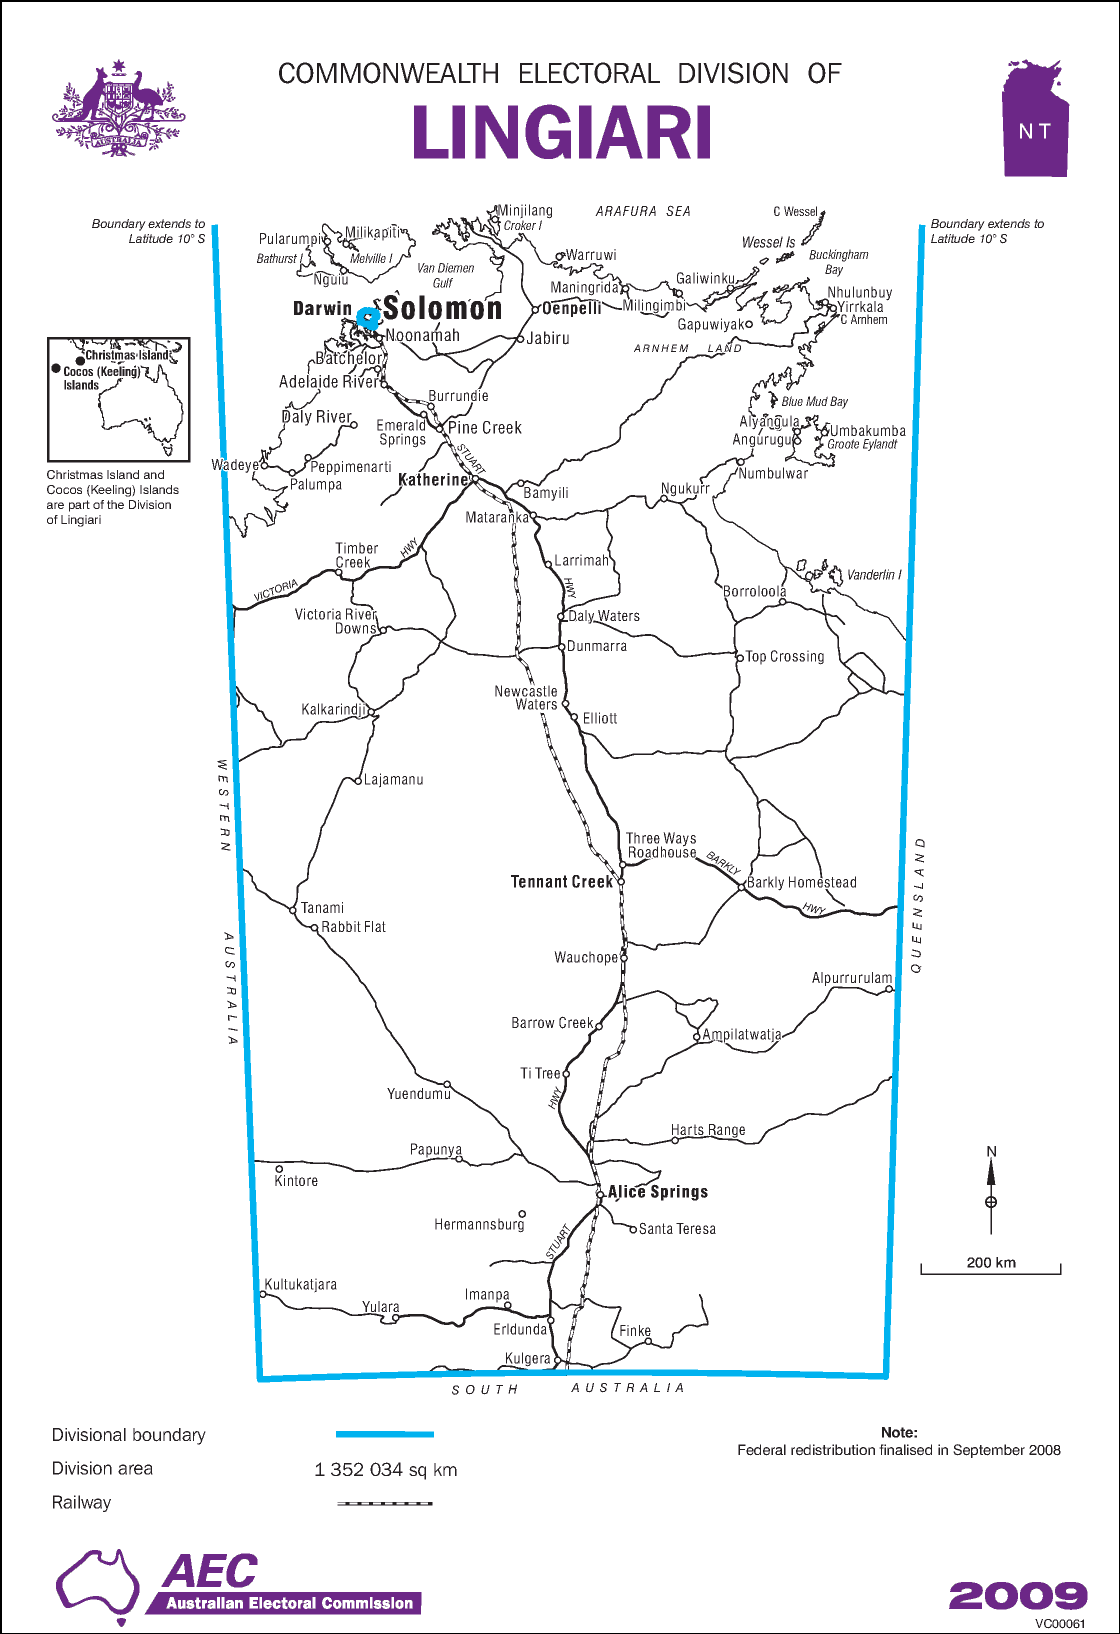 COMMONWEALTH ELECTORAL DIVISION OF
LINGIARI
AUSTRALIA
NT
Boundary extends to
Latitude 10° S
Boundary extends to
Latitude 10° S
Minjilang
Croker I
ARAFURA SEA
C Wessel
Pularumpi
Milikapiti
Bathurst I
Melville I
Nguiu
Van Diemen
Gulf
Warruwi
Wessel Is
Buckingham
Bay
Maningrida
Galiwinku
Milingimbi
Nhulunbuy
Yirrkala
C Arnhem
Gapuwiyak
Darwin
Solomon
Oenpelli
Noonamah
Jabiru
ARNHEM LAND
Batchelor
Adelaide River
Burrundie
Daly River
Emerald
Springs
Pine Creek
Blue Mud Bay
Alyangula
Umbakumba
Angurugu
Groote Eylandt
Numbulwar
Wadeye
Peppimenarti
Palumpa
STUART
Katherine
Bamyili
Ngukurr
Mataranka
Christmas Island
Cocos (Keeling)
Islands
Christmas Island and
Cocos (Keeling) Islands
are part of the Division
of Lingiari
Timber
Creek
HWY
VICTORIA
Larrimah
HWY
Vanderlin I
Borroloola
Victoria River
Downs
Daly Waters
Dunmarra
Top Crossing
Newcastle
Waters
Kalkarindji
Elliott
Lajamanu
WESTERN
AUSTRALIA
QUEENSLAND
Three Ways
Roadhouse
BARKLY
HWY
Tennant Creek
Barkly Homestead
Tanami
Rabbit Flat
Wauchope
Alpurrurulam
Barrow Creek
Ampilatwatja
Ti Tree
HWY
Yuendumu
Harts Range
Papunya
Kintore
Alice Springs
Hermannsburg
Santa Teresa
STUART
Kultukatjara
Imanpa
Yulara
Erldunda
Finke
Kulgera
SOUTH AUSTRALIA
N
200 km
Divisional boundary
Division area 1 352 034 sq km
Railway
Note:
Federal redistribution finalised in September 2008
AEC
Australian Electoral Commission
2009
VC00061